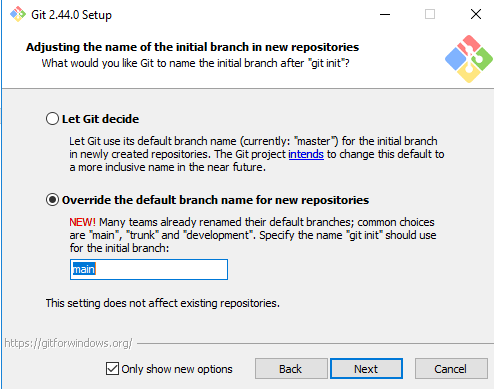 Git 2.44.0 Setup
Adjusting the name of the initial branch in new repositories
What would you like Git to name the initial branch after "git init"?
Let Git decide
Let Git use its default branch name (currently: "master") for the initial branch
in newly created repositories. The Git project intends to change this default to
a more inclusive name in the near future.
Override the default branch name for new repositories
NEW! Many teams already renamed their default branches; common choices
are "main", "trunk" and "development". Specify the name "git init" should use
for the initial branch:
main
This setting does not affect existing repositories.
https://gitforwindows.org/
Only show new options
Back
Next
Cancel